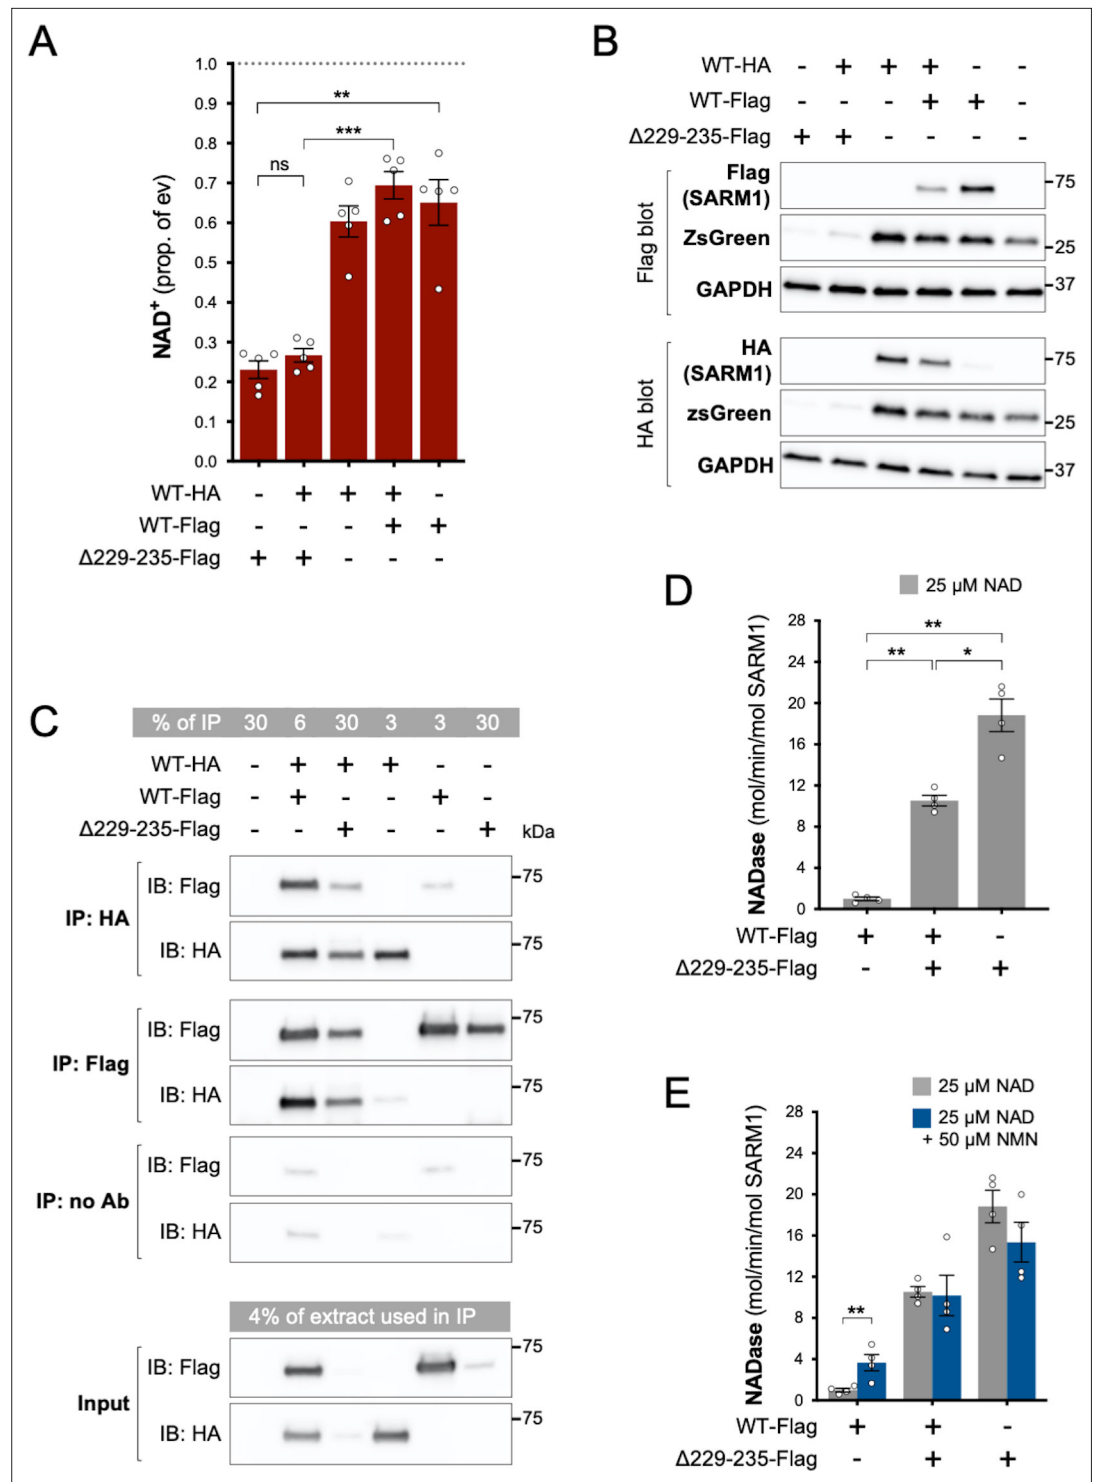 A
NAD⁺ (prop. of ev)
1.0
0.9
0.8
0.7
0.6
0.5
0.4
0.3
0.2
0.1
0.0
**
***
ns
WT-HA - + + + -
WT-Flag - - - + +
Δ229-235-Flag + + - - -
B
WT-HA - + + + - -
WT-Flag - - - + + -
Δ229-235-Flag + + - - - -
Flag blot
Flag (SARM1) 75
ZsGreen 25
GAPDH 37
HA blot
HA (SARM1) 75
zsGreen 25
GAPDH 37
C
% of IP 30 6 30 3 3 30
WT-HA - + + + - -
WT-Flag - + - - + -
Δ229-235-Flag - - + - - + kDa
IP: HA
IB: Flag 75
IB: HA 75
IP: Flag
IB: Flag 75
IB: HA 75
IP: no Ab
IB: Flag 75
IB: HA 75
4% of extract used in IP
Input
IB: Flag 75
IB: HA 75
D
25 µM NAD
NADase (mol/min/mol SARM1)
28
24
20
16
12
8
4
0
**
** *
WT-Flag + + -
Δ229-235-Flag - + +
E
25 µM NAD
25 µM NAD
+ 50 µM NMN
NADase (mol/min/mol SARM1)
28
24
20
16
12
8
4
0
**
WT-Flag + + -
Δ229-235-Flag - + +